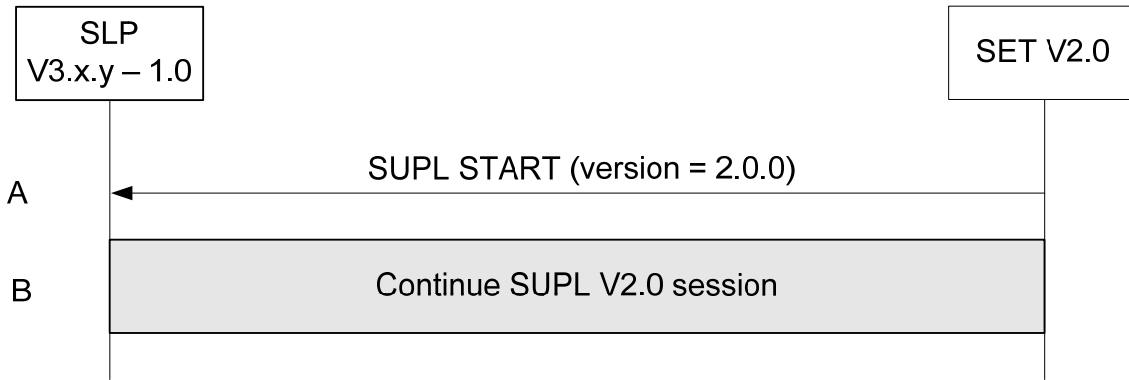 SLP
V3.x.y – 1.0
SET V2.0
SUPL START (version = 2.0.0)
A
Continue SUPL V2.0 session
B